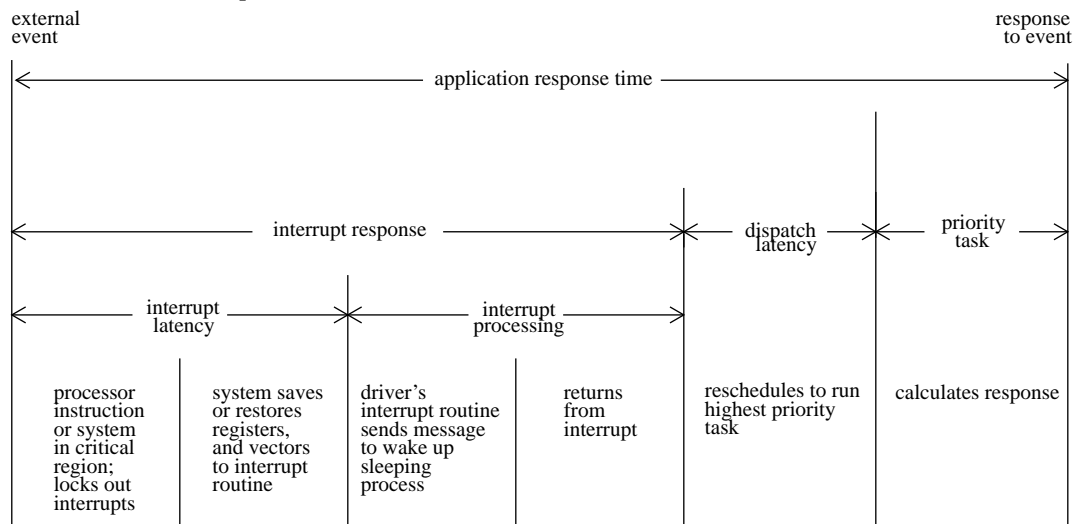 external
event
response
to event
application response time
interrupt response
dispatch
latency
priority
task
interrupt
latency
interrupt
processing
processor
instruction
or system
in critical
region;
locks out
interrupts
system saves
or restores
registers,
and vectors
to interrupt
routine
driver's
interrupt routine
sends message
to wake up
sleeping
process
returns
from
interrupt
reschedules to run
highest priority
task
calculates response